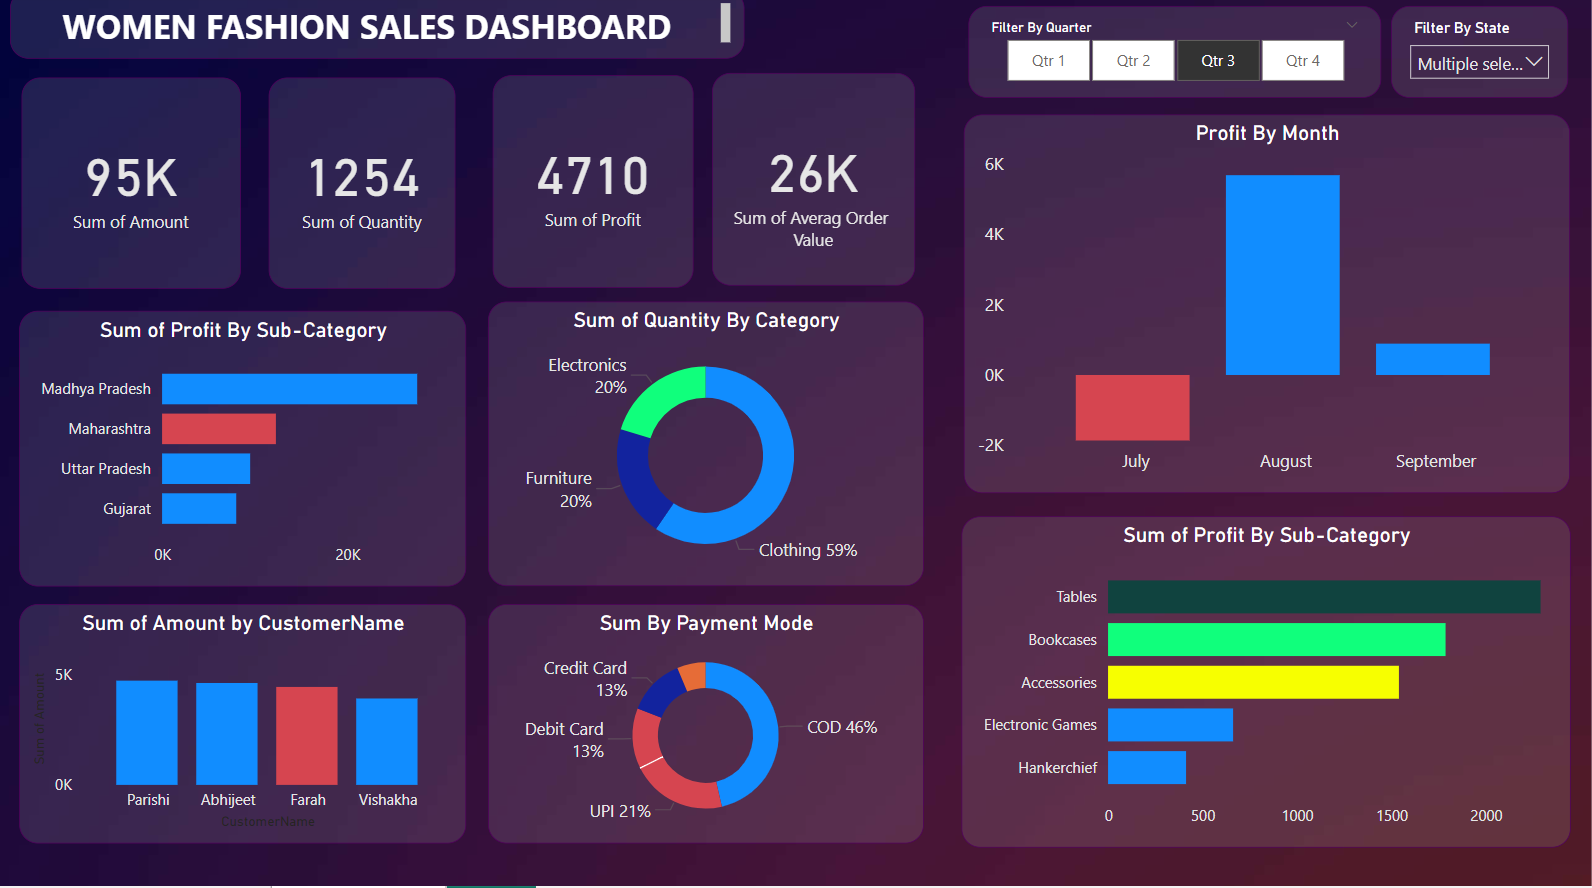 WOMEN FASHION SALES DASHBOARD
Filter By Quarter
Qtr 1
Qtr 2
Qtr 3
Qtr 4
Filter By State
Multiple sele...
95K
Sum of Amount
1254
Sum of Quantity
4710
Sum of Profit
26K
Sum of Averag Order
Value
Profit By Month
6K
4K
2K
0K
-2K
July
August
September
Sum of Profit By Sub-Category
Madhya Pradesh
Maharashtra
Uttar Pradesh
Gujarat
0K
20K
Sum of Quantity By Category
Electronics
20%
Furniture
20%
Clothing 59%
Sum of Profit By Sub-Category
Tables
Bookcases
Accessories
Electronic Games
Hankerchief
0
500
1000
1500
2000
Sum of Amount by CustomerName
Sum of Amount
5K
0K
Parishi
Abhijeet
Farah
Vishakha
CustomerName
Sum By Payment Mode
Credit Card
13%
Debit Card
13%
UPI 21%
COD 46%